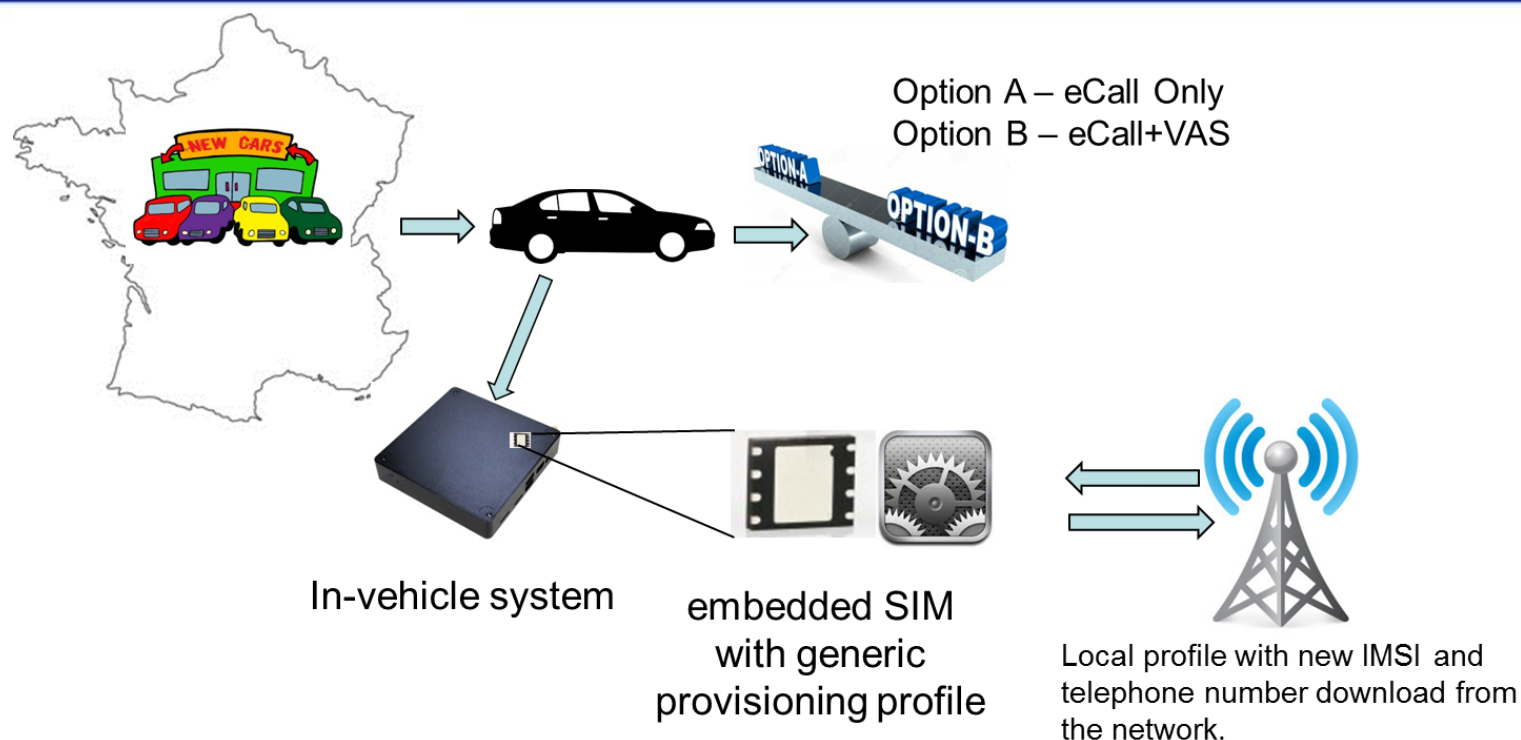 Option A – eCall Only
Option B – eCall+VAS
NEW CARS
OPTION-A
OPTION-B
In-vehicle system
embedded SIM
with generic
provisioning profile
Local profile with new IMSI and
telephone number download from
the network.